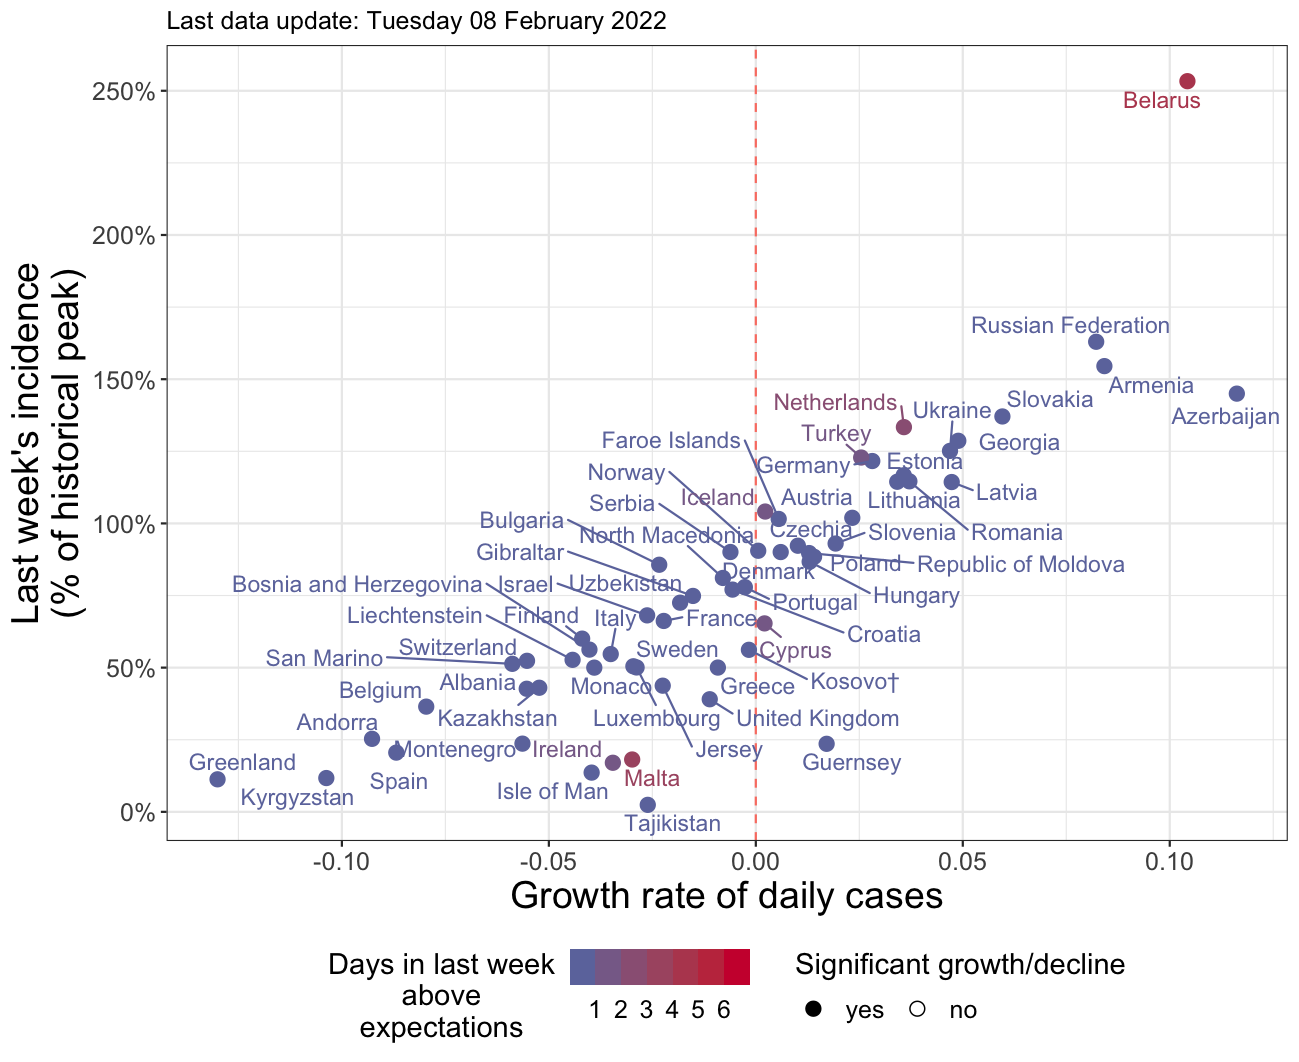 Last data update: Tuesday 08 February 2022
Last week's incidence
(% of historical peak)
250%
200%
150%
100%
50%
0%
Belarus
Russian Federation
Armenia
Azerbaijan
Slovakia
Netherlands
Ukraine
Turkey
Georgia
Faroe Islands
Germany
Estonia
Norway
Latvia
Iceland
Austria
Lithuania
Serbia
Bulgaria
North Macedonia
Czechia
Slovenia
Romania
Gibraltar
Denmark
Poland
Republic of Moldova
Bosnia and Herzegovina
Israel
Uzbekistan
Portugal
Hungary
Liechtenstein
Finland
Italy
France
Croatia
San Marino
Switzerland
Sweden
Cyprus
Belgium
Albania
Monaco
Greece
Kosovo†
Andorra
Kazakhstan
Luxembourg
United Kingdom
Montenegro
Ireland
Jersey
Greenland
Spain
Malta
Guernsey
Kyrgyzstan
Isle of Man
Tajikistan
-0.10
-0.05
0.00
0.05
0.10
Growth rate of daily cases
Days in last week
above
expectations
1 2 3 4 5 6
Significant growth/decline
yes
no